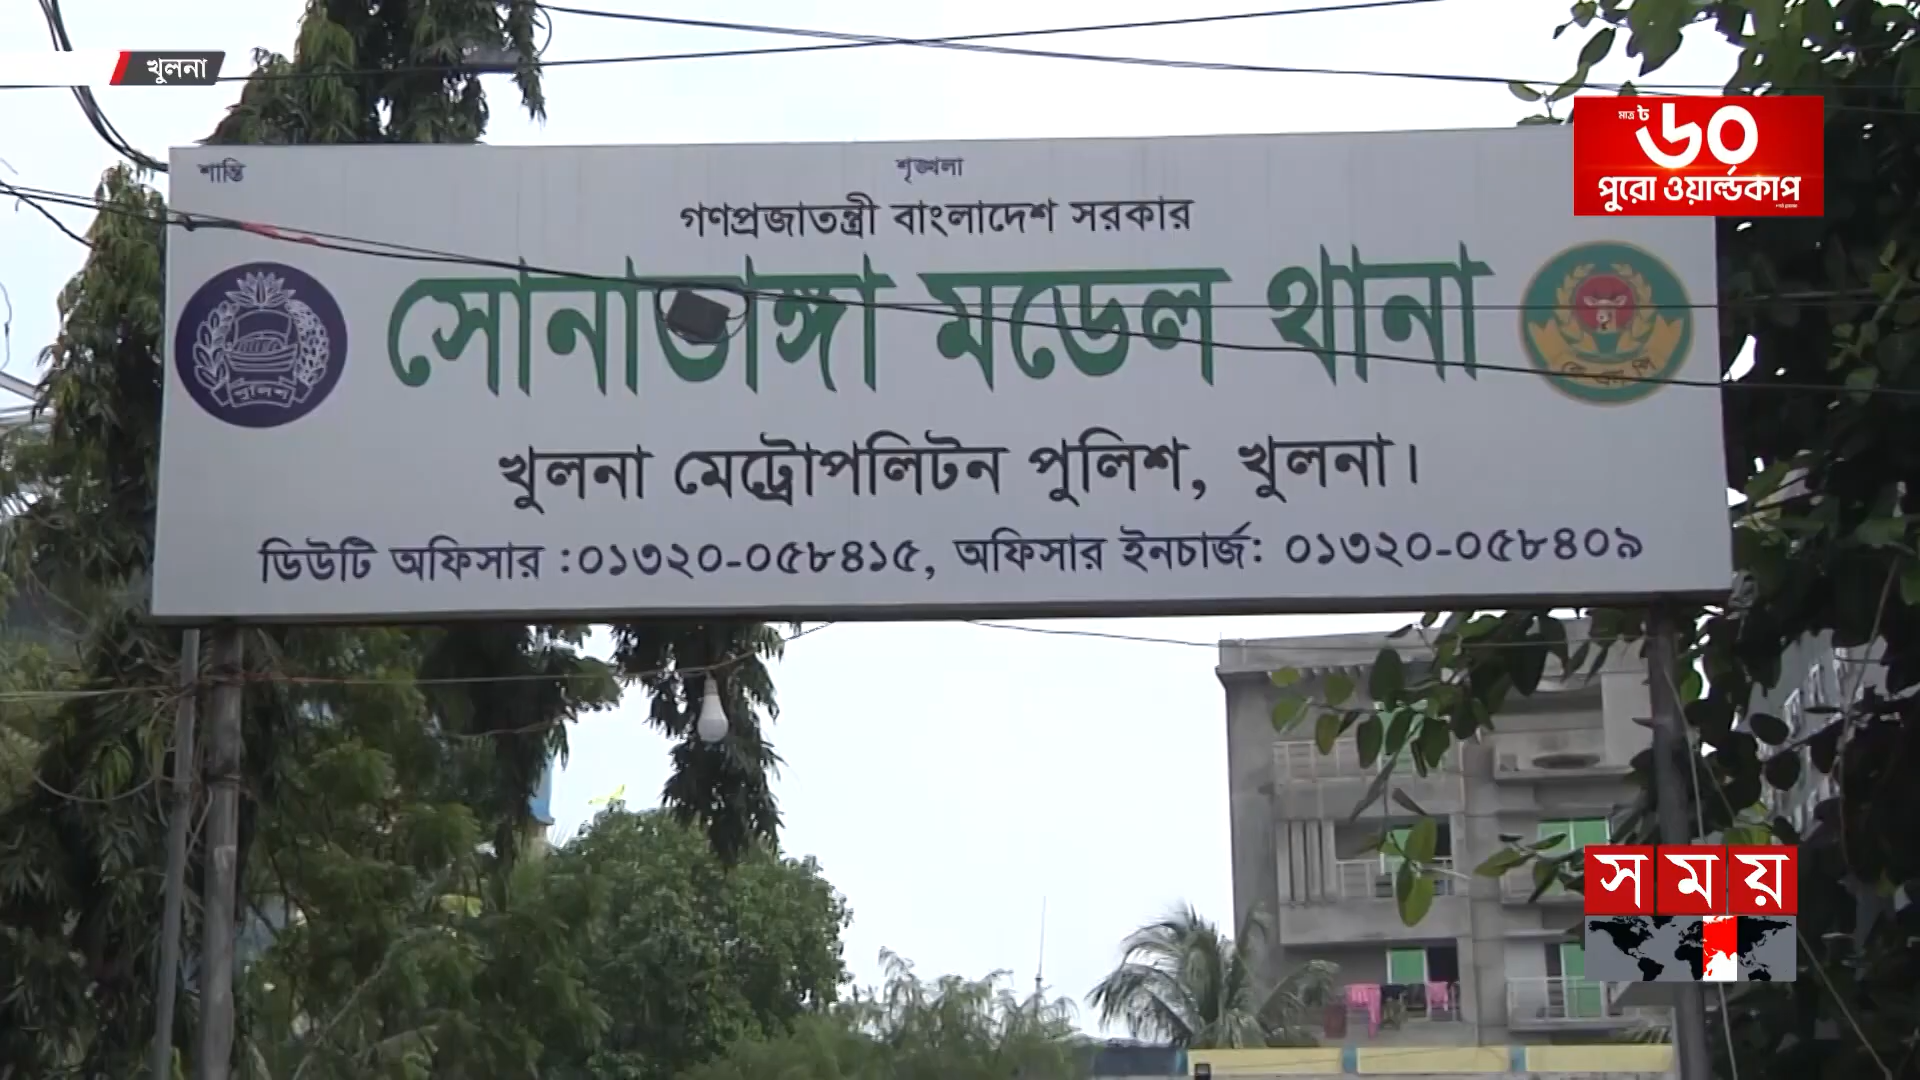 খুলনা
মাত্র ৳ ৬০
পুরো ওয়ার্ল্ডকাপ
শান্তি শৃঙ্খলা
গণপ্রজাতন্ত্রী বাংলাদেশ সরকার
সোনাডাঙ্গা মডেল থানা
পুলিশ
খুলনা মেট্রোপলিটন পুলিশ, খুলনা।
ডিউটি অফিসার :০১৩২০-০৫৮৪১৫, অফিসার ইনচার্জ: ০১৩২০-০৫৮৪০৯
সময়